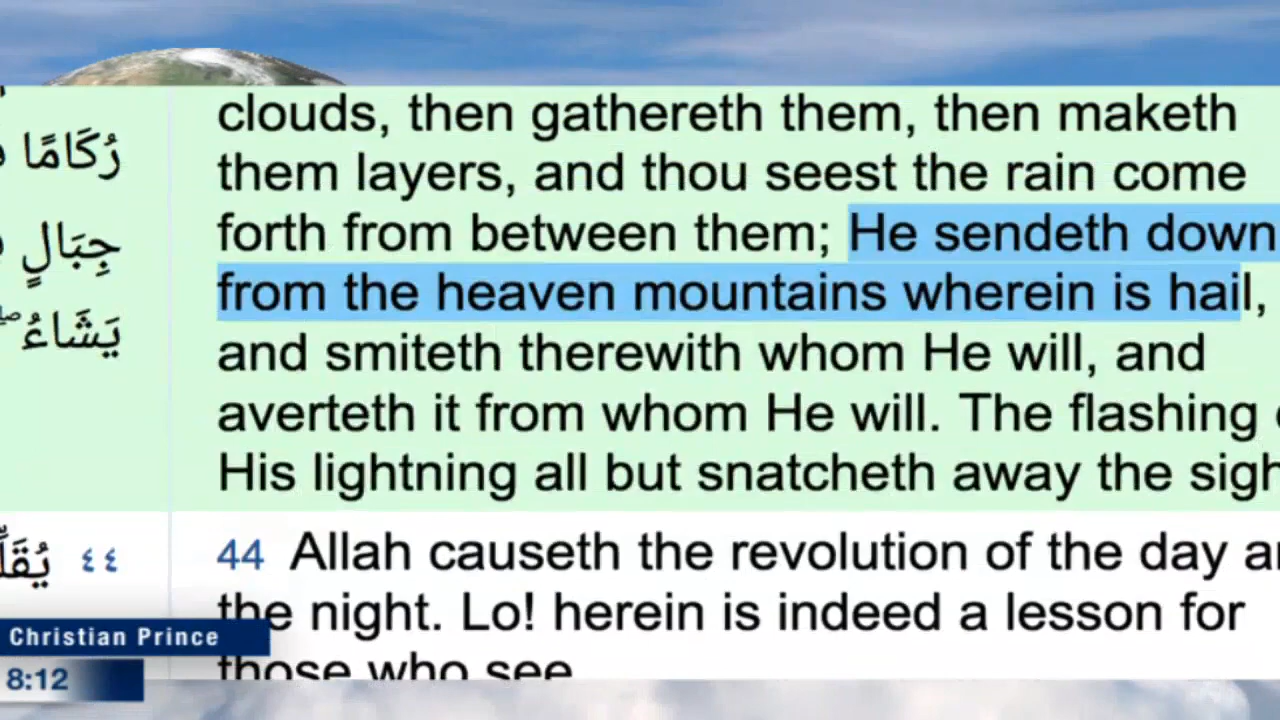 clouds, then gathereth them, then maketh
رُكَامًا
them layers, and thou seest the rain come
forth from between them; He sendeth down
جِبَالٍ
from the heaven mountains wherein is hail,
يَشَاءُ ۖ
and smiteth therewith whom He will, and
averteth it from whom He will. The flashing
His lightning all but snatcheth away the
٤٤
44 Allah causeth the revolution of the day
the night. Lo! herein is indeed a lesson for
those who see
Christian Prince
8:12